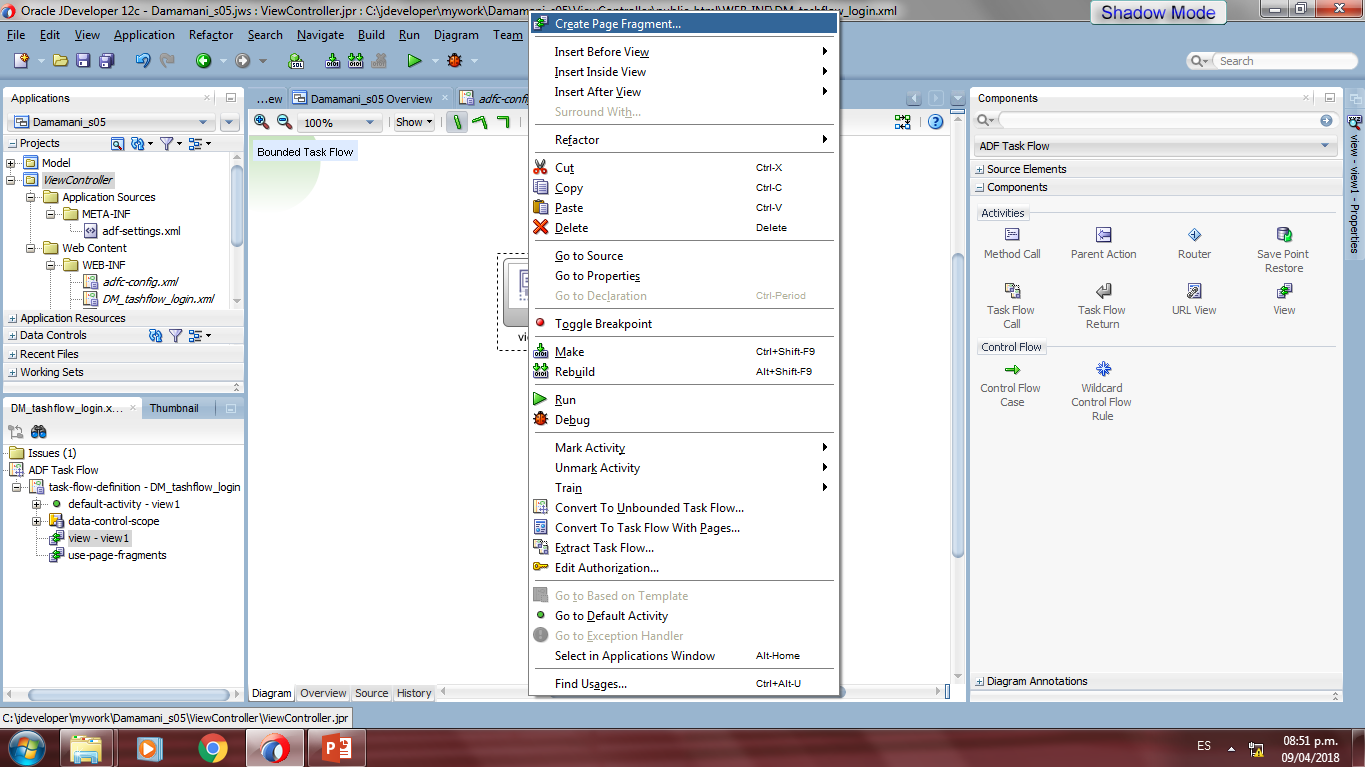 Oracle JDeveloper 12c - Damamani_s05.jws : ViewController.jpr : C:\jdeveloper\mywork\Damamani_s05\ViewController\public_html\WEB-INF\DM_tashflow_login.xml
Shadow Mode
File Edit View Application Refactor Search Navigate Build Run Diagram Team
Search
Applications
Damamani_s05
Projects
Model
ViewController
Application Sources
META-INF
adf-settings.xml
Web Content
WEB-INF
adfc-config.xml
DM_tashflow_login.xml
Application Resources
Data Controls
Recent Files
Working Sets
DM_tashflow_login.x...
Thumbnail
Issues (1)
ADF Task Flow
task-flow-definition - DM_tashflow_login
default-activity - view1
data-control-scope
view - view1
use-page-fragments
...ew
Damamani_s05 Overview
adfc-config
100%
Show
Bounded Task Flow
Diagram Overview Source History
Create Page Fragment...
Insert Before View
Insert Inside View
Insert After View
Surround With...
Refactor
Cut Ctrl-X
Copy Ctrl-C
Paste Ctrl-V
Delete Delete
Go to Source
Go to Properties
Go to Declaration Ctrl-Period
Toggle Breakpoint
Make Ctrl+Shift-F9
Rebuild Alt+Shift-F9
Run
Debug
Mark Activity
Unmark Activity
Train
Convert To Unbounded Task Flow...
Convert To Task Flow With Pages...
Extract Task Flow...
Edit Authorization...
Go to Based on Template
Go to Default Activity
Go to Exception Handler
Select in Applications Window Alt-Home
Find Usages... Ctrl+Alt-U
Components
ADF Task Flow
Source Elements
Components
Activities
Method Call
Parent Action
Router
Save Point
Restore
Task Flow
Call
Task Flow
Return
URL View
View
Control Flow
Control Flow
Case
Wildcard
Control Flow
Rule
Diagram Annotations
view - view1 - Properties
C:\jdeveloper\mywork\Damamani_s05\ViewController\ViewController.jpr
ES
08:51 p.m.
09/04/2018